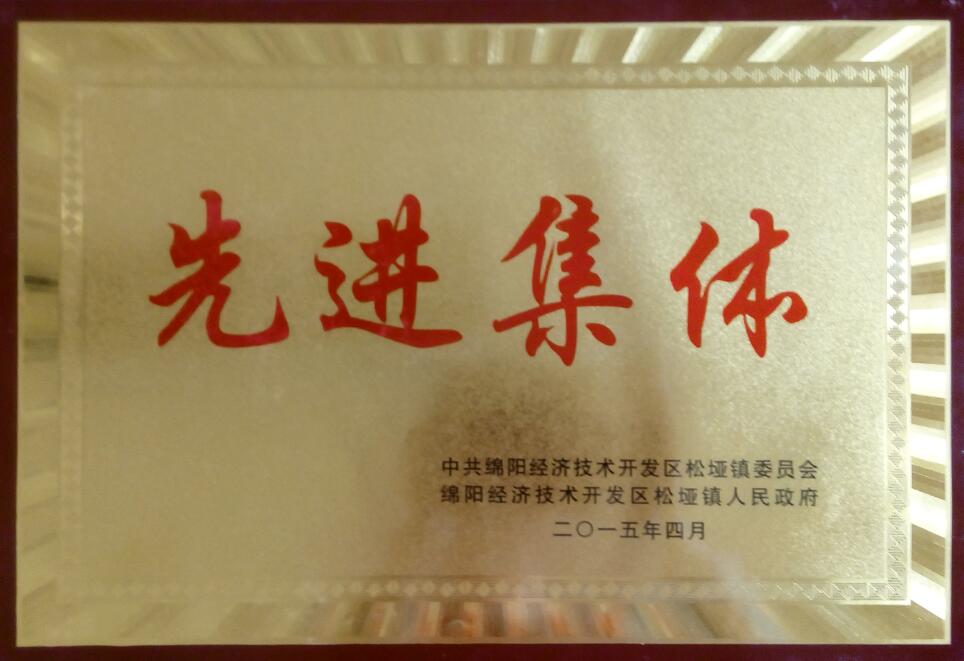 先进集体
中共绵阳经济技术开发区松垭镇委员会
绵阳经济技术开发区松垭镇人民政府
二〇一五年四月